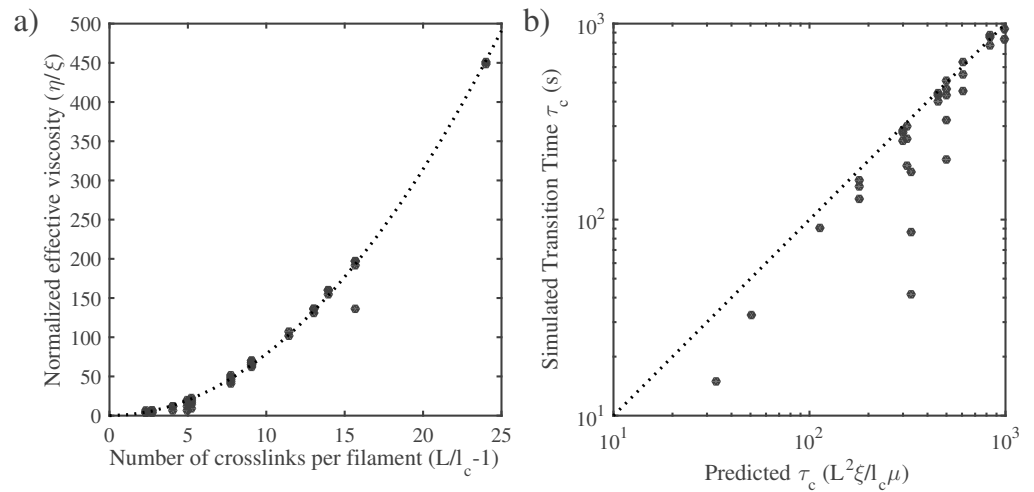 a)
Normalized effective viscosity (η/ξ)
500
450
400
350
300
250
200
150
100
50
0
0 5 10 15 20 25
Number of crosslinks per filament (L/l_c-1)
b)
Simulated Transition Time τ_c (s)
10^3
10^2
10^1
10^1 10^2 10^3
Predicted τ_c (L^2ξ/l_cμ)